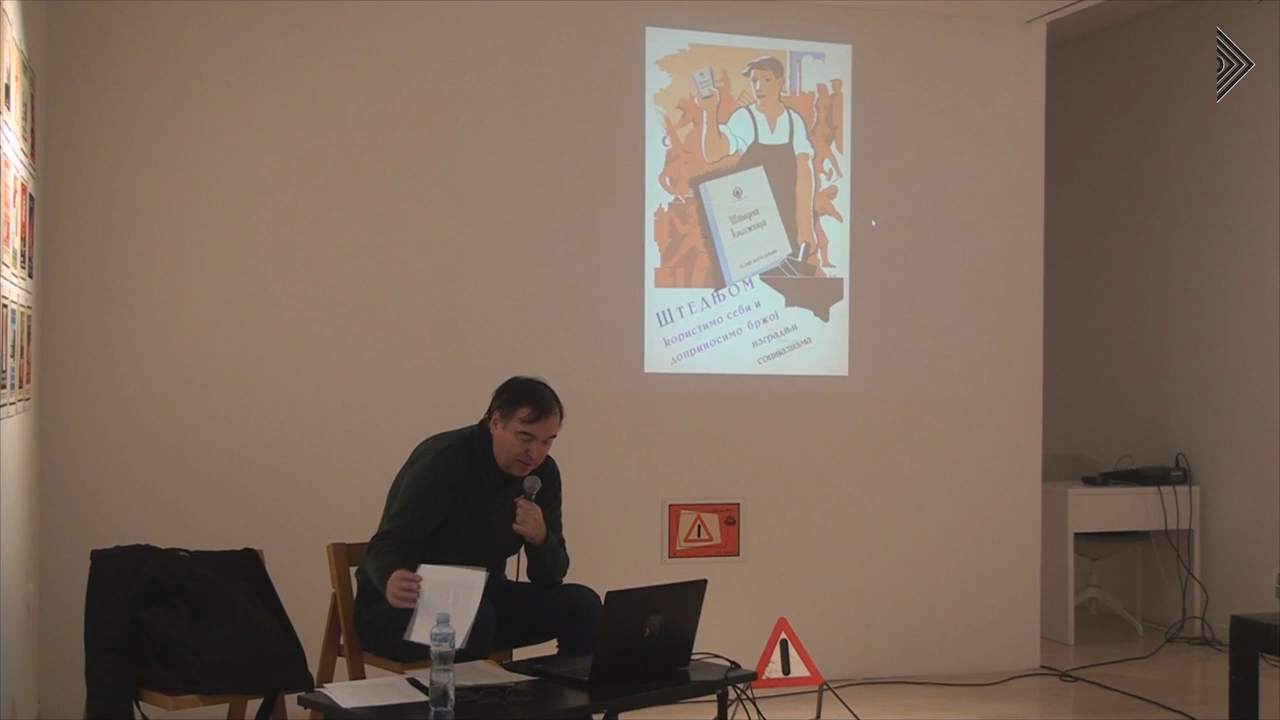 Штедна
књижица
ШТЕДЊОМ
користимо себи и
доприносимо бржој
изградњи
социјализма